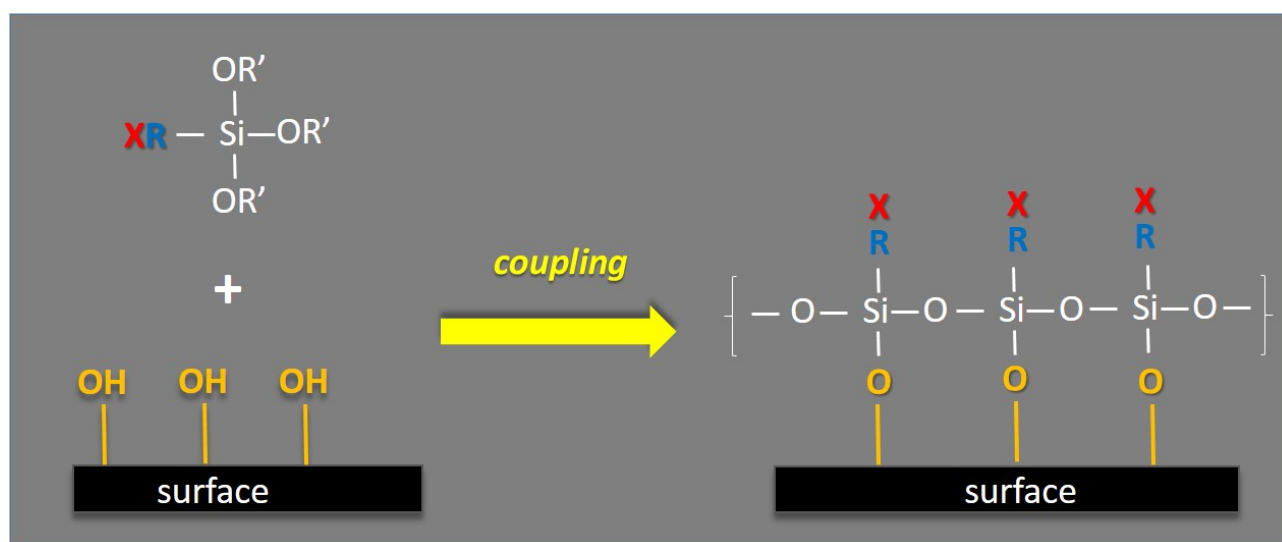 OR’
XR — Si — OR’
OR’
+
OH OH OH
surface
coupling
X X X
R R R
— O — Si — O — Si — O — Si — O —
O O O
surface